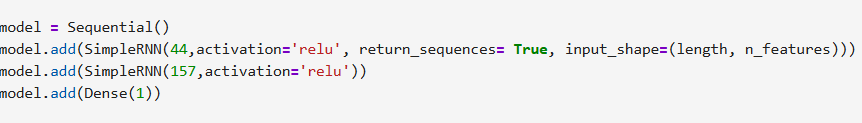 model = Sequential()
model.add(SimpleRNN(44,activation='relu', return_sequences= True, input_shape=(length, n_features)))
model.add(SimpleRNN(157,activation='relu'))
model.add(Dense(1))